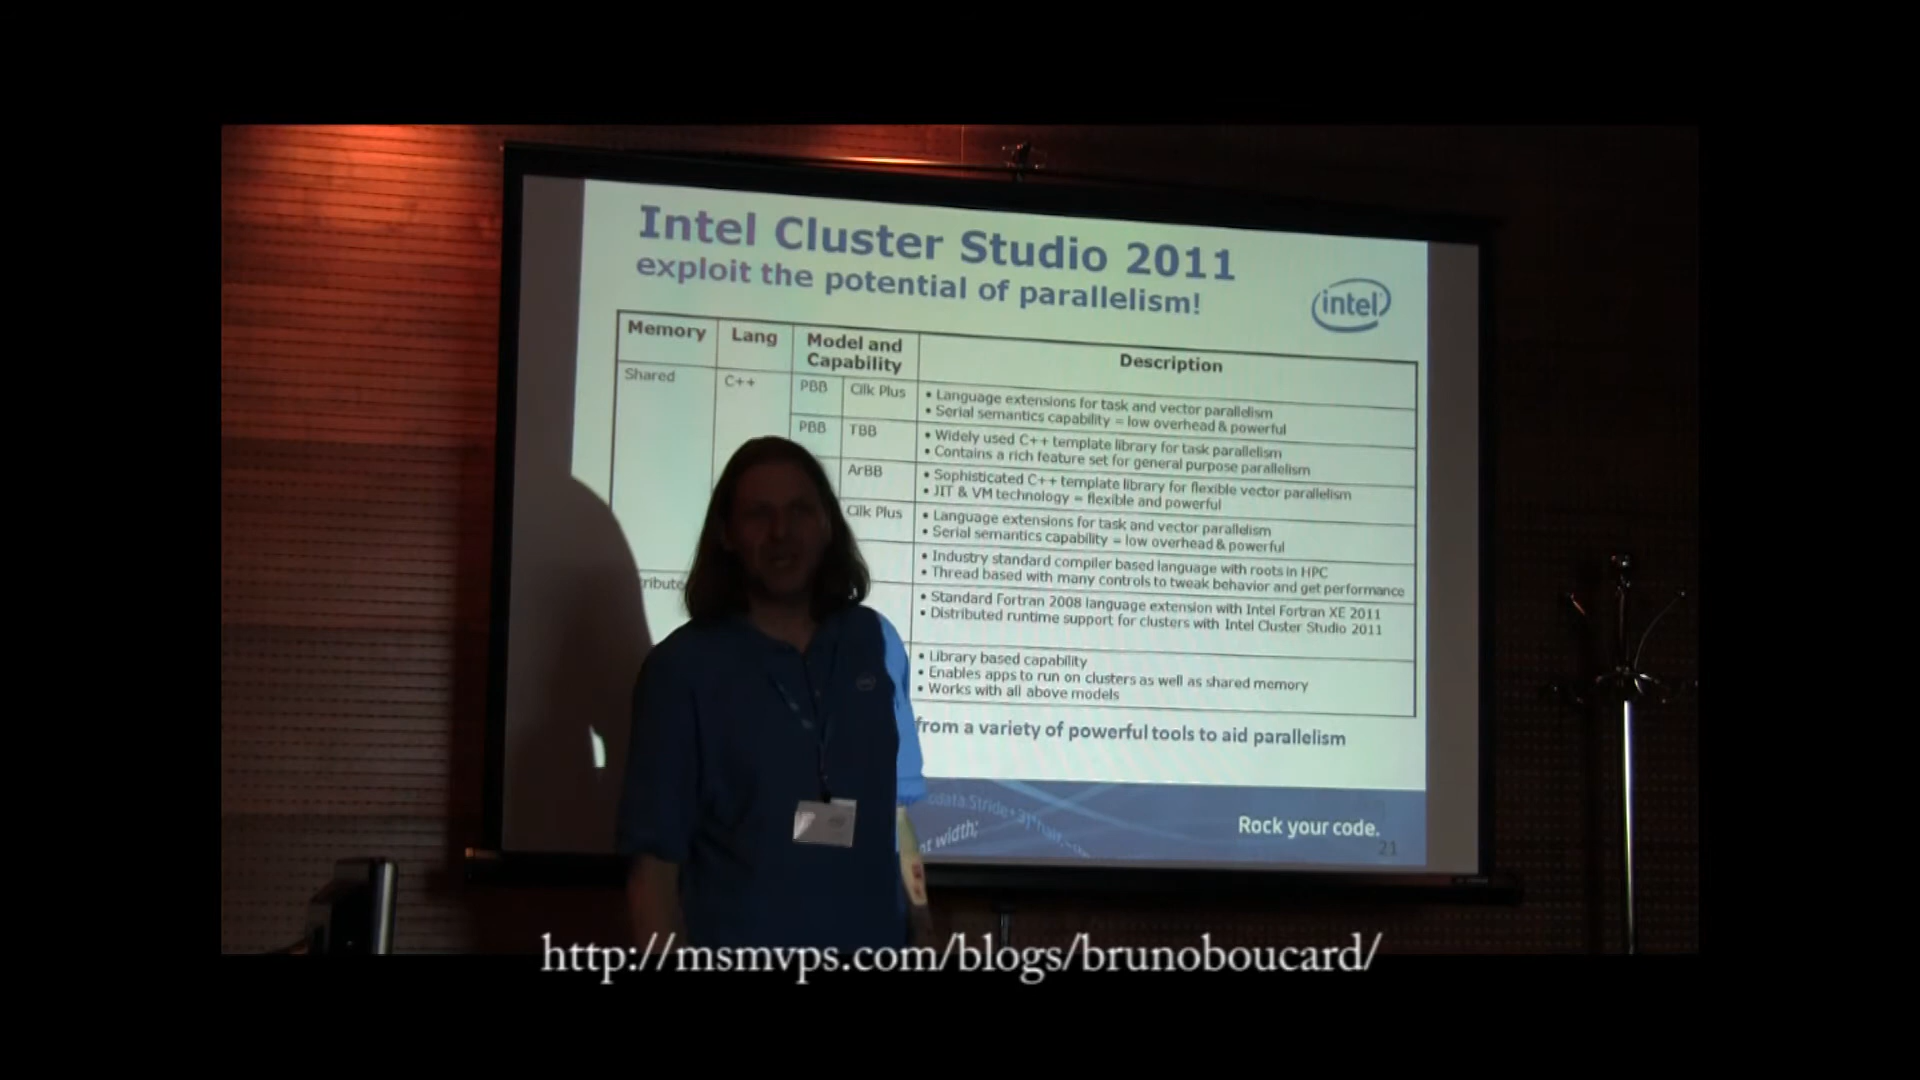 Intel Cluster Studio 2011
exploit the potential of parallelism!
intel
Memory
Lang
Model and
Capability
Description
Shared
C++
PBB
Cilk Plus
• Language extensions for task and vector parallelism
• Serial semantics capability = low overhead & powerful
PBB
TBB
• Widely used C++ template library for task parallelism
• Contains a rich feature set for general purpose parallelism
ArBB
• Sophisticated C++ template library for flexible vector parallelism
• JIT & VM technology = flexible and powerful
Cilk Plus
• Language extensions for task and vector parallelism
• Serial semantics capability = low overhead & powerful
• Industry standard compiler based language with roots in HPC
• Thread based with many controls to tweak behavior and get performance
tribute
• Standard Fortran 2008 language extension with Intel Fortran XE 2011
• Distributed runtime support for clusters with Intel Cluster Studio 2011
• Library based capability
• Enables apps to run on clusters as well as shared memory
• Works with all above models
from a variety of powerful tools to aid parallelism
width;
Rock your code.
21
http://msmvps.com/blogs/brunoboucard/